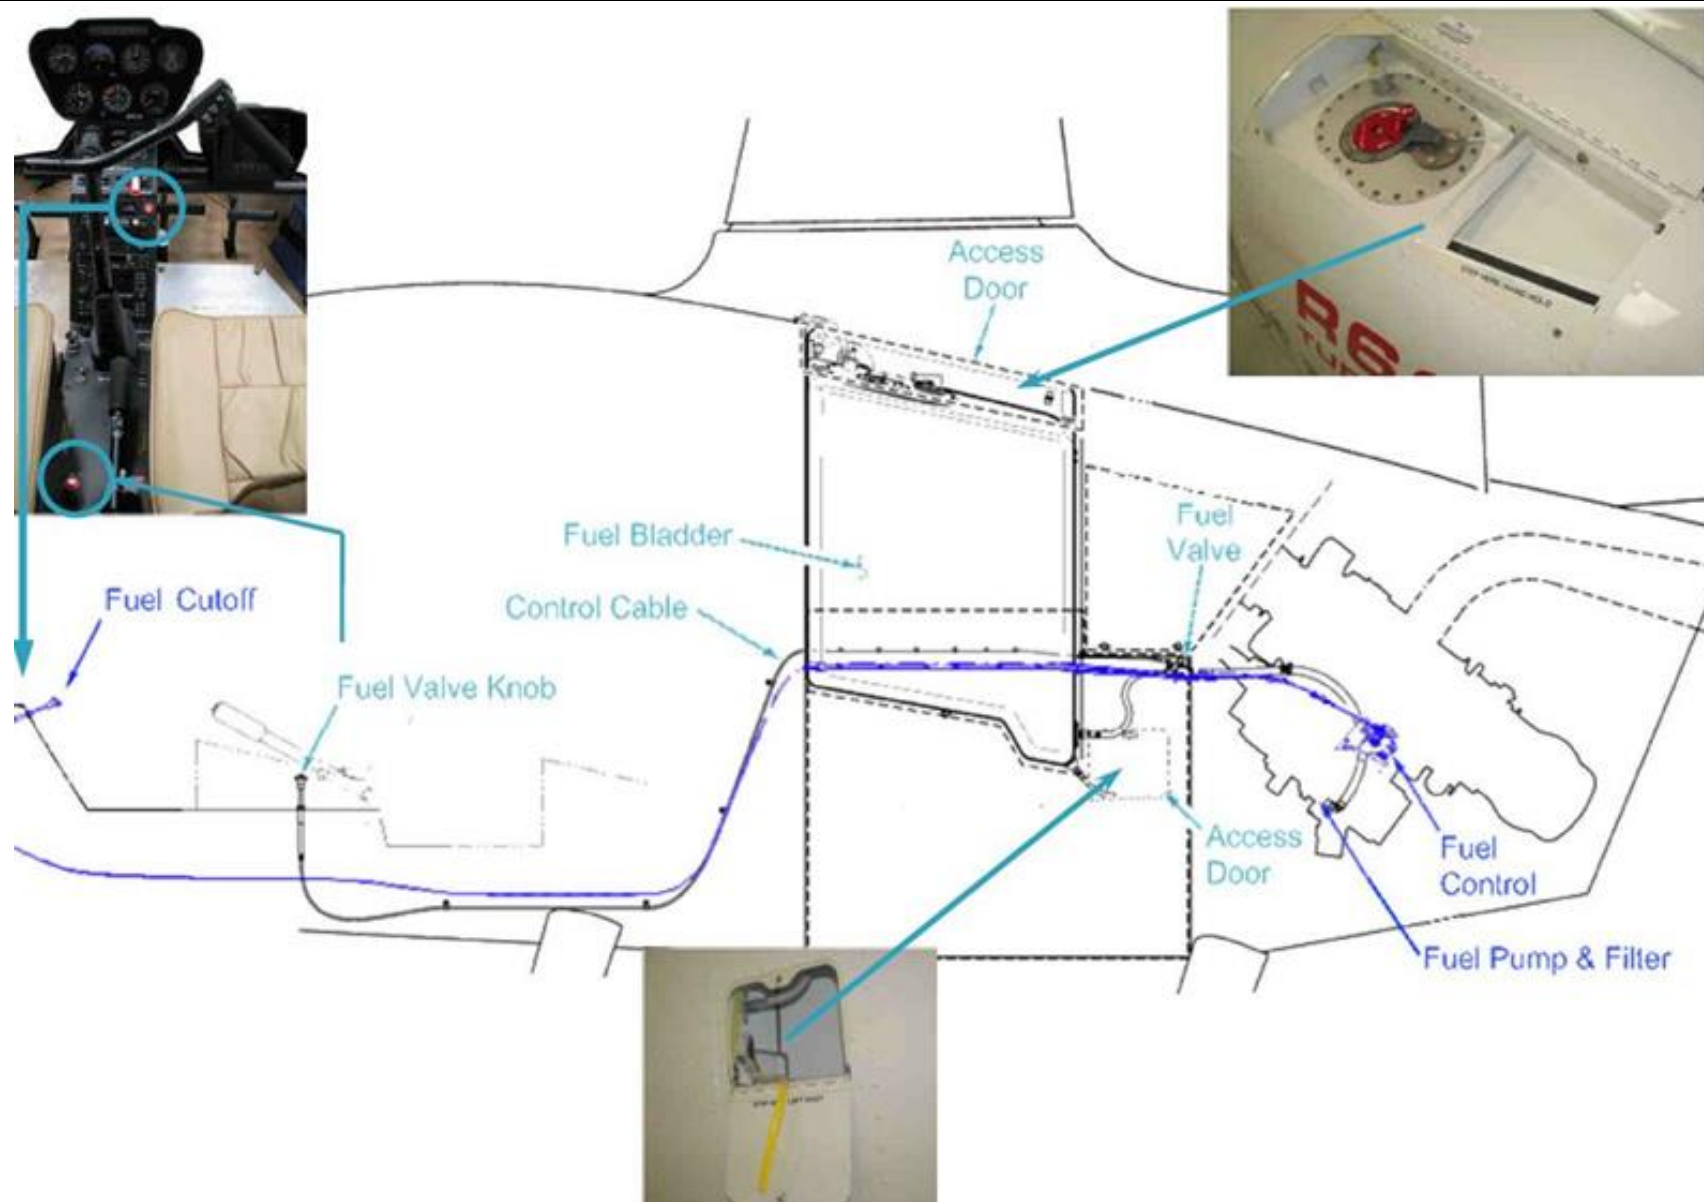 Access
Door
Fuel
Valve
Fuel Bladder
Control Cable
Fuel Cutoff
Fuel Valve Knob
Access
Door
Fuel
Control
Fuel Pump & Filter